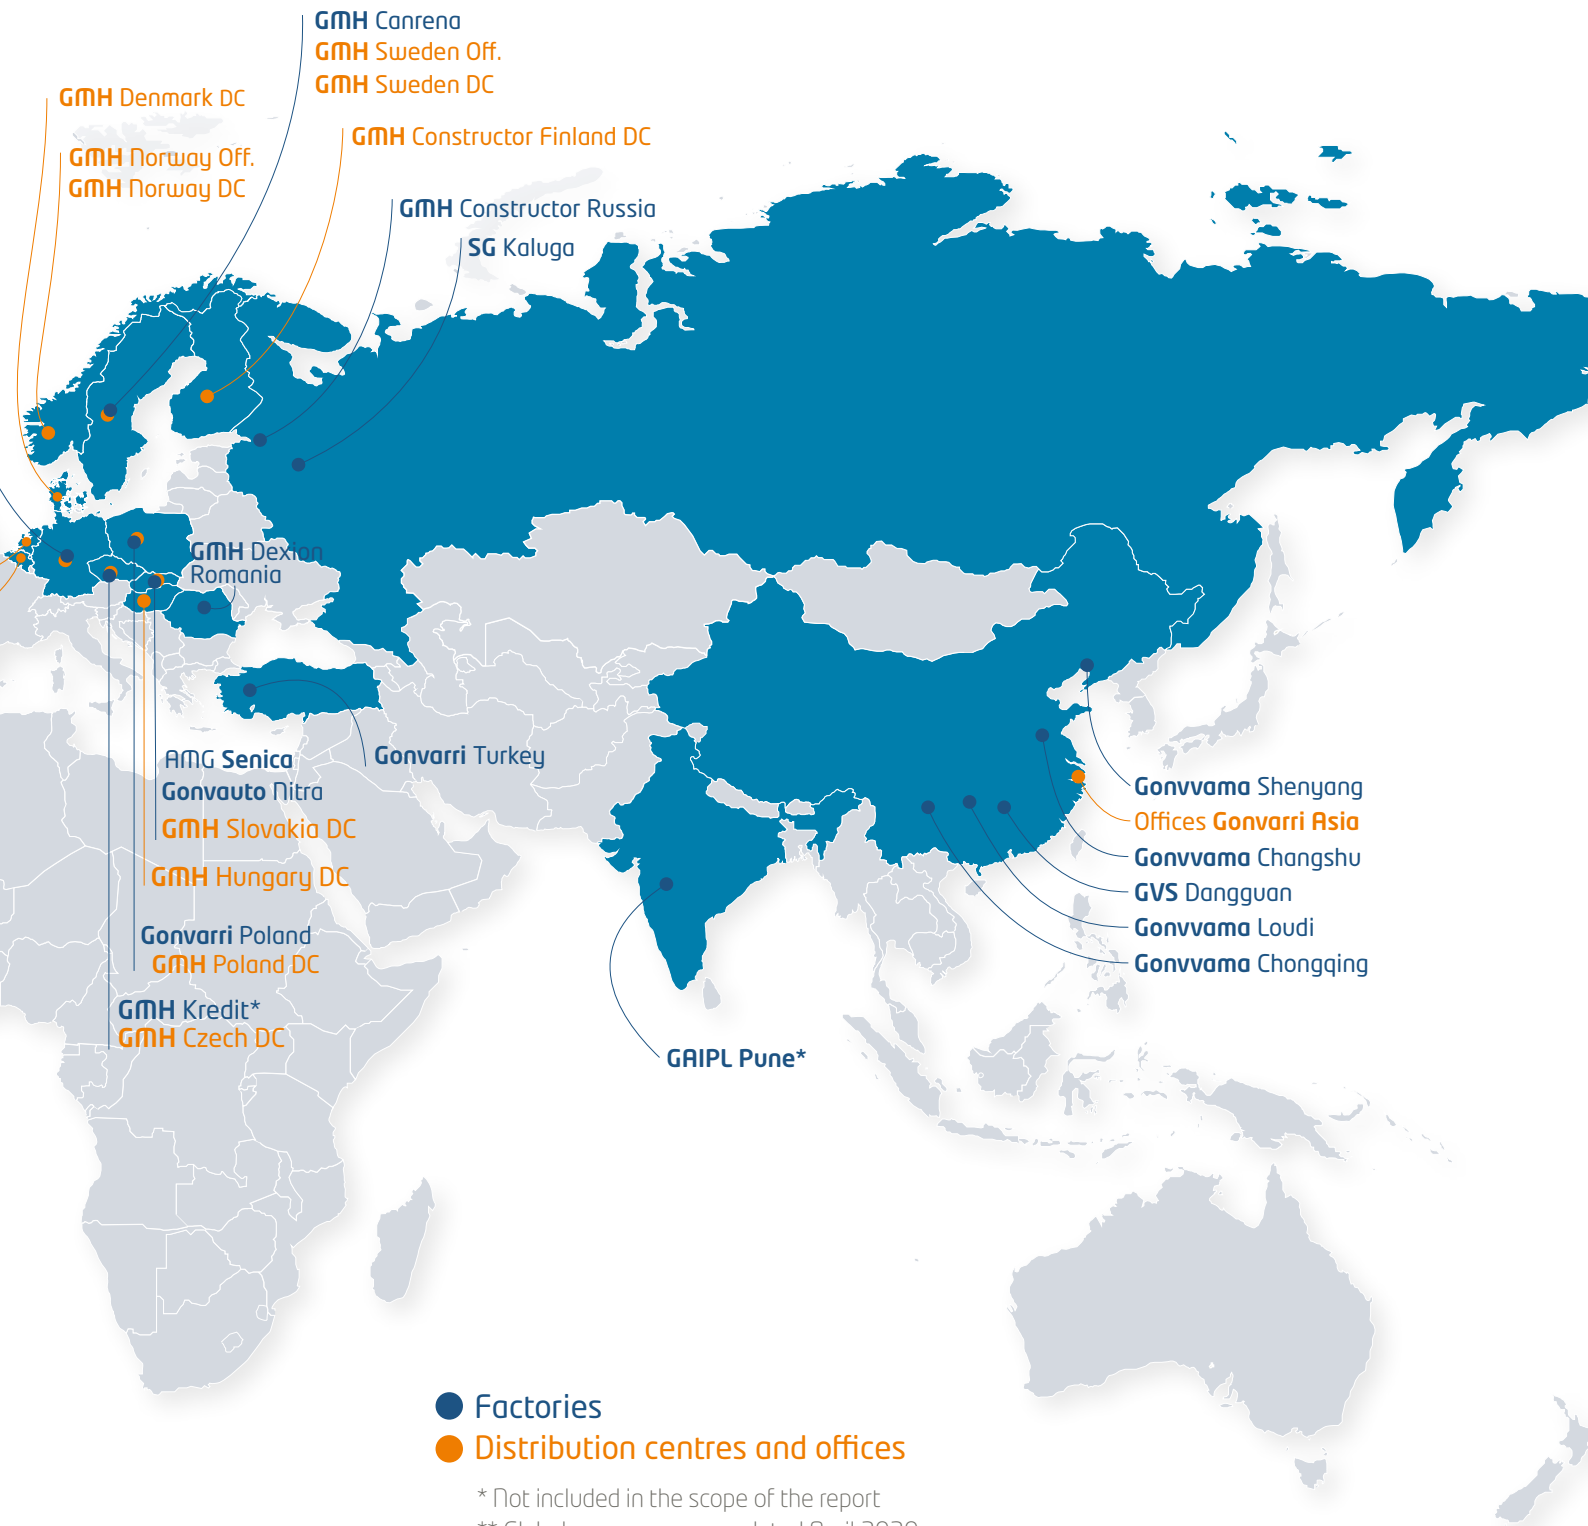 GMH Canrena
GMH Sweden Off.
GMH Sweden DC
GMH Denmark DC
GMH Constructor Finland DC
GMH Norway Off.
GMH Norway DC
GMH Constructor Russia
SG Kaluga
GMH Dexion
Romania
AMG Senica
Gonvauto Nitra
GMH Slovakia DC
GMH Hungary DC
Gonvarri Poland
GMH Poland DC
GMH Kredit*
GMH Czech DC
Gonvarri Turkey
GAIPL Pune*
Gonvvama Shenyang
Offices Gonvarri Asia
Gonvvama Changshu
GVS Dangguan
Gonvvama Loudi
Gonvvama Chongqing
Factories
Distribution centres and offices
* Not included in the scope of the report